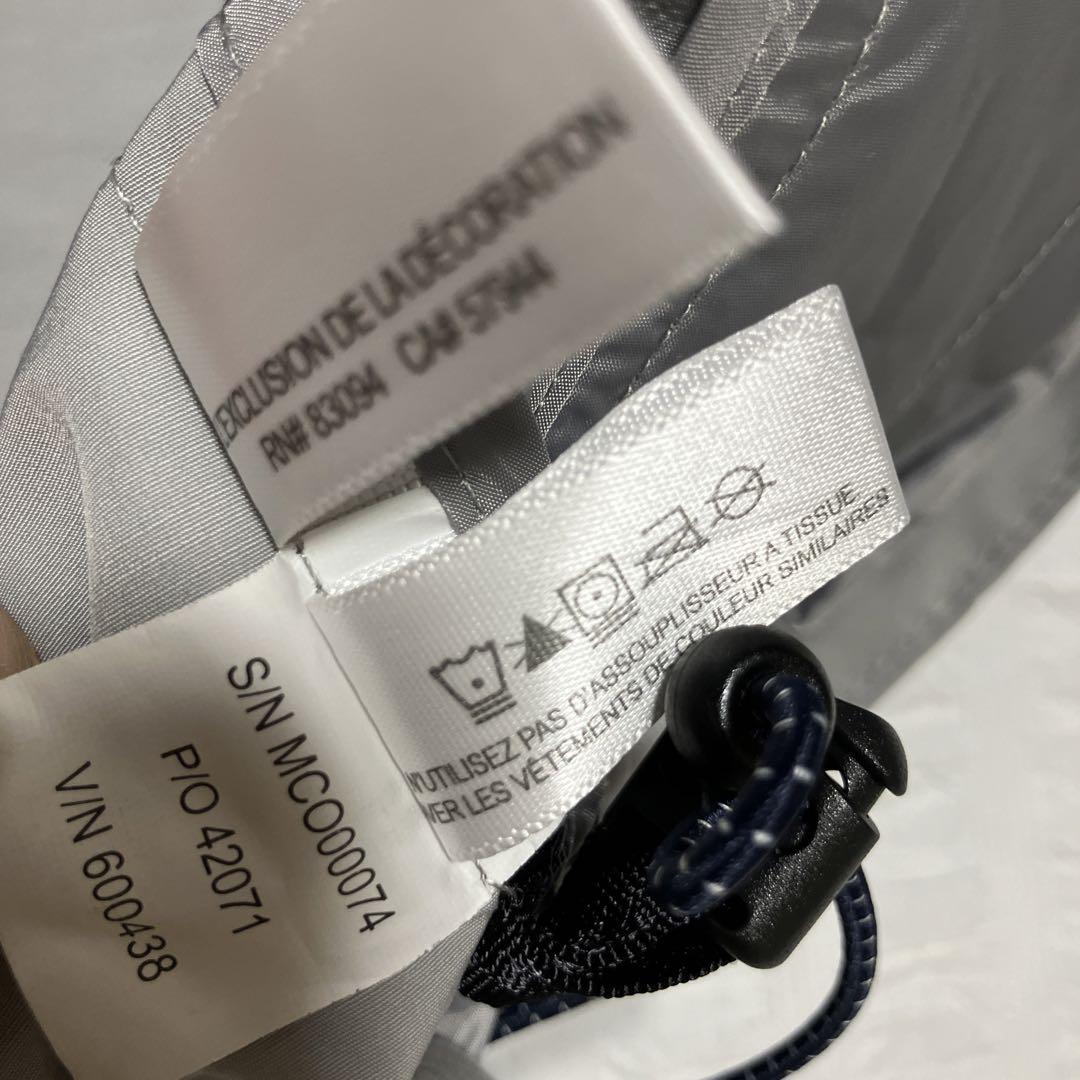 L'EXCLUSION DE LA DÉCORATION
RN# 83094 CA# 57944
N'UTILISEZ PAS D'ASSOUPLISSEUR A TISSUE
VER LES VÊTEMENTS DE COULEUR SIMILAIRES
S/N MCO00074
P/O 42071
V/N 600438